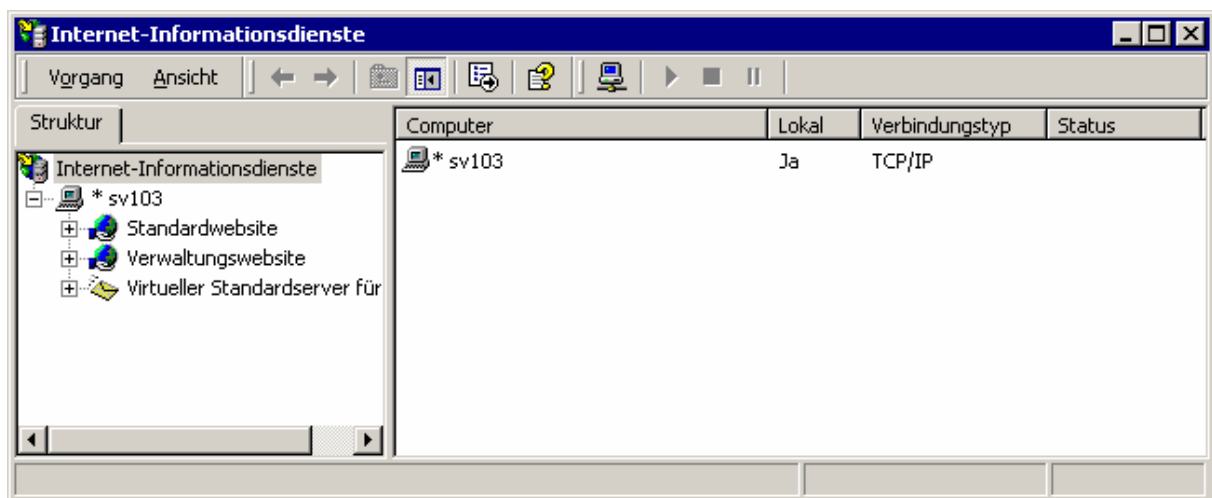 Internet-Informationsdienste
Vorgang Ansicht
Struktur
Computer Lokal Verbindungstyp Status
Internet-Informationsdienste
* sv103
Standardwebsite
Verwaltungswebsite
Virtueller Standardserver für
* sv103 Ja TCP/IP